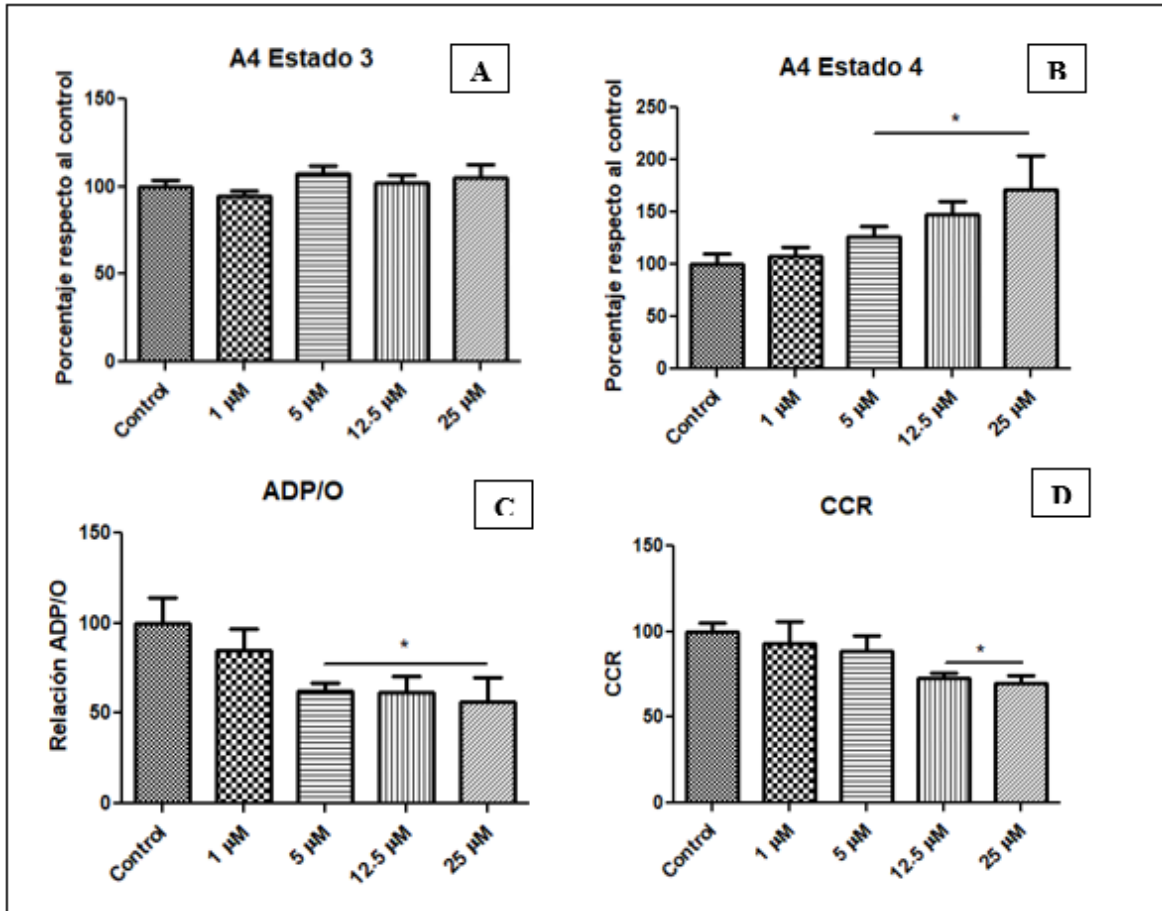 A4 Estado 3
A
Porcentaje respecto al control
150
100
50
0
Control
1 µM
5 µM
12.5 µM
25 µM
A4 Estado 4
B
Porcentaje respecto al control
250
200
150
100
50
0
*
Control
1 µM
5 µM
12.5 µM
25 µM
ADP/O
C
Relación ADP/O
150
100
50
0
*
Control
1 µM
5 µM
12.5 µM
25 µM
CCR
D
CCR
150
100
50
0
*
Control
1 µM
5 µM
12.5 µM
25 µM